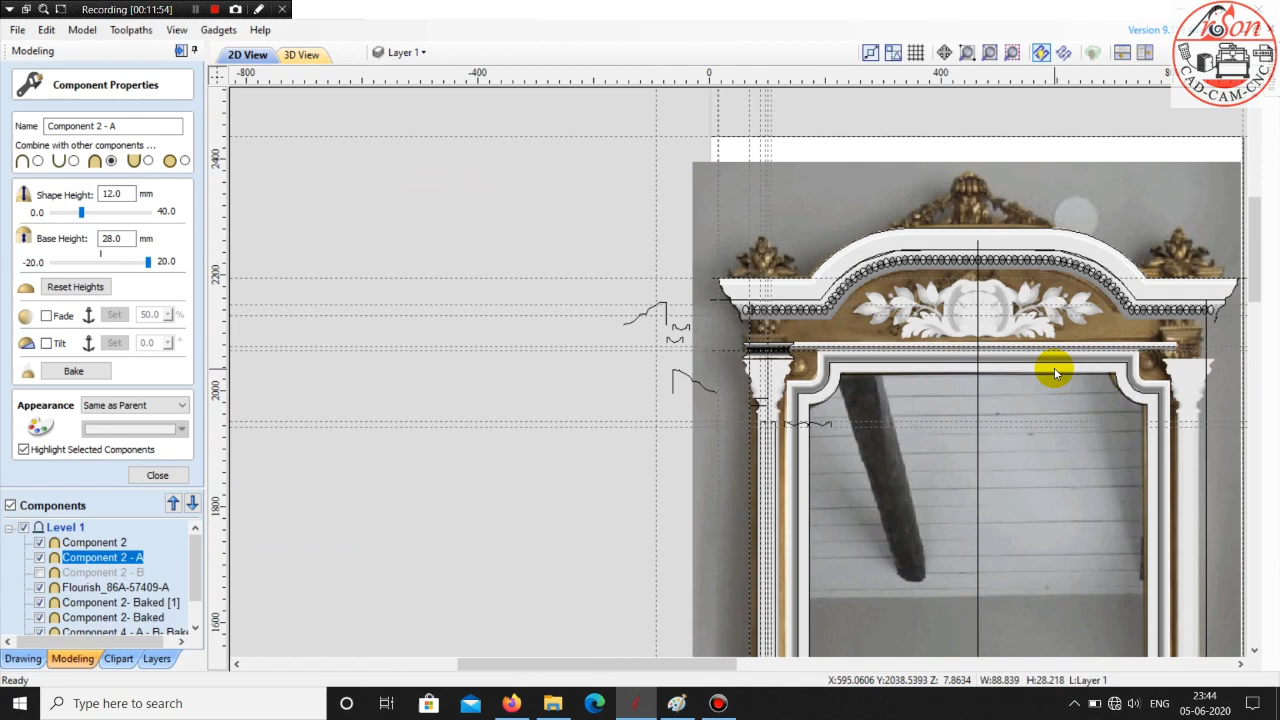 Recording [00:11:54]
File Edit Model Toolpaths View Gadgets Help
Version 9.
Modeling
2D View 3D View Layer 1
Orson
CAD-CAM-CNC
-800 -400 0 400
2400
2200
2000
1800
1600
Component Properties
Name Component 2 - A
Combine with other components ...
Shape Height: 12.0 mm
0.0 40.0
Base Height: 28.0 mm
-20.0 20.0
Reset Heights
Fade Set 50.0 %
Tilt Set 0.0 °
Bake
Appearance Same as Parent
Highlight Selected Components
Close
Components
Level 1
Component 2
Component 2 - A
Component 2 - B
Flourish_86A-57409-A
Component 2- Baked [1]
Component 2- Baked
Component 4 - A - B- Bake
Drawing Modeling Clipart Layers
Ready
X:595.0606 Y:2038.5393 Z: 7.8634 W:88.839 H:28.218 L:Layer 1
Type here to search
ENG
23:44
05-06-2020